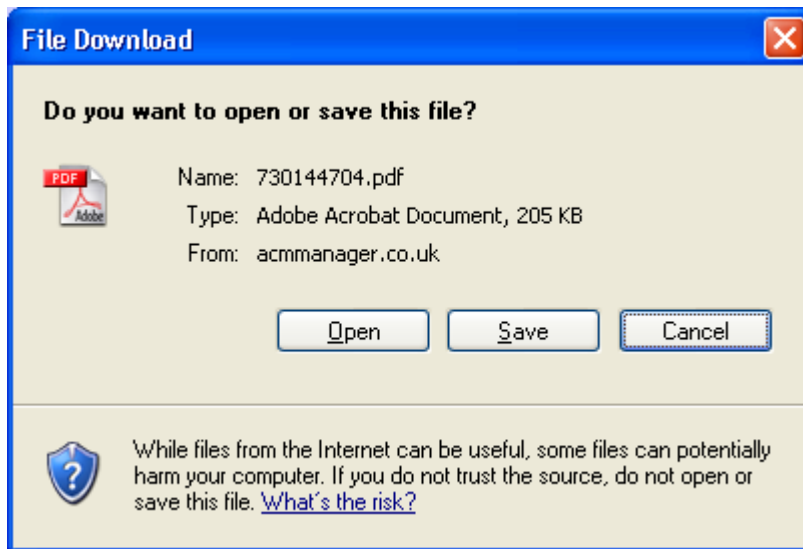 File Download
Do you want to open or save this file?
PDF
Adobe
Name: 730144704.pdf
Type: Adobe Acrobat Document, 205 KB
From: acmmanager.co.uk
Open Save Cancel
While files from the Internet can be useful, some files can potentially
harm your computer. If you do not trust the source, do not open or
save this file. What's the risk?